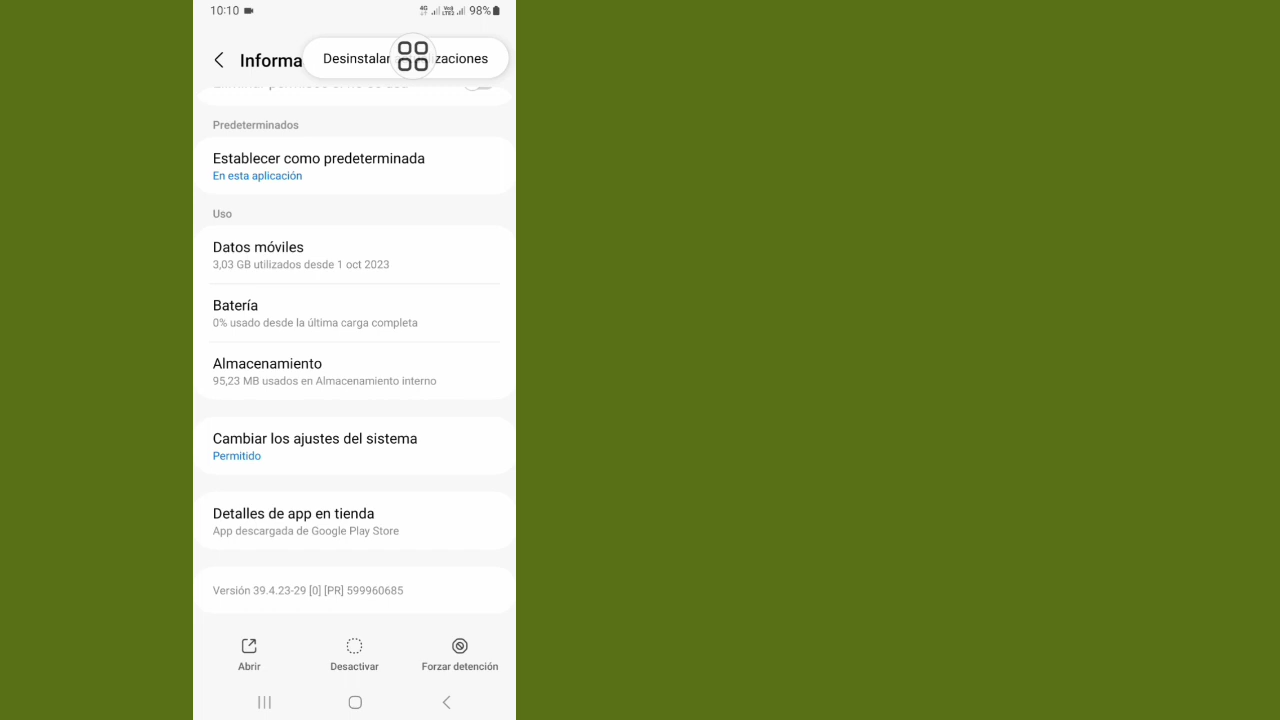 10:10
4G Vo) LTE2 98%
Informa
Desinstalar zaciones
Predeterminados
Establecer como predeterminada
En esta aplicación
Uso
Datos móviles
3,03 GB utilizados desde 1 oct 2023
Batería
0% usado desde la última carga completa
Almacenamiento
95,23 MB usados en Almacenamiento interno
Cambiar los ajustes del sistema
Permitido
Detalles de app en tienda
App descargada de Google Play Store
Versión 39.4.23-29 [0] [PR] 599960685
Abrir
Desactivar
Forzar detención